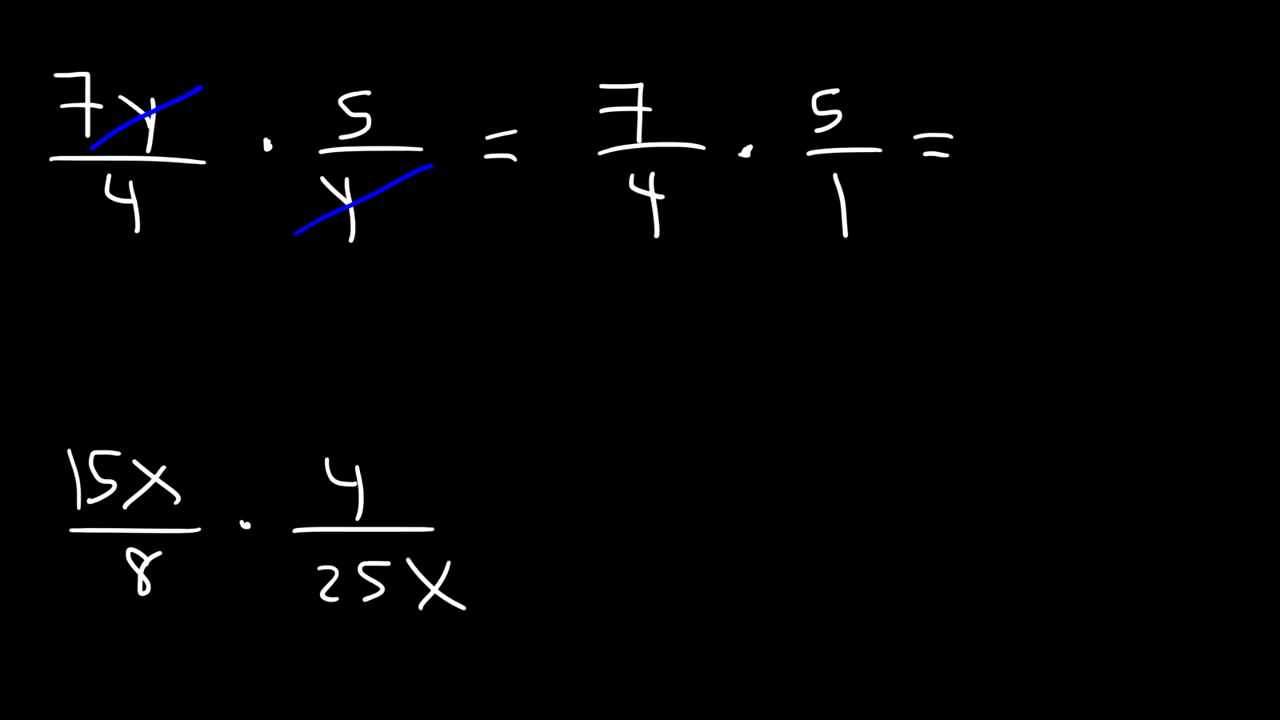 7y/4 · 5/y = 7/4 · 5/1 =
15x/8 · 4/25x